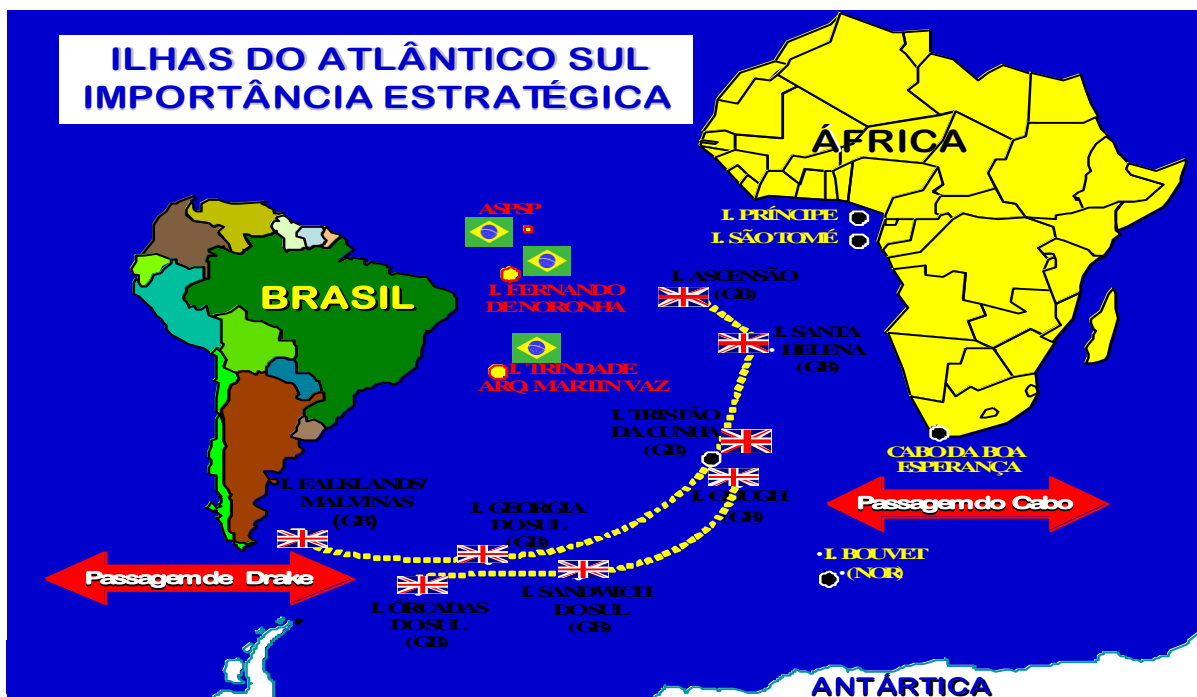 ILHAS DO ATLÂNTICO SUL
IMPORTÂNCIA ESTRATÉGICA
ÁFRICA
ASPSP
I. PRÍNCIPE
I. SÃO TOMÉ
I. ASCENSÃO
(GB)
BRASIL
I. FERNANDO
DE NORONHA
I. SANTA
HELENA
(GB)
I. TRINDADE
ARQ. MARTIN VAZ
I. TRISTÃO
DA CUNHA
(GB)
CABO DA BOA
ESPERANÇA
I. FALKLANDS/
MALVINAS
(GB)
I. GOUGH
(GB)
I. GEORGIA
DO SUL
(GB)
Passagem do Cabo
I. BOUVET
(NOR)
Passagem de Drake
I. ÓRCADAS
DO SUL
(GB)
I. SANDWICH
DO SUL
(GB)
ANTÁRTICA